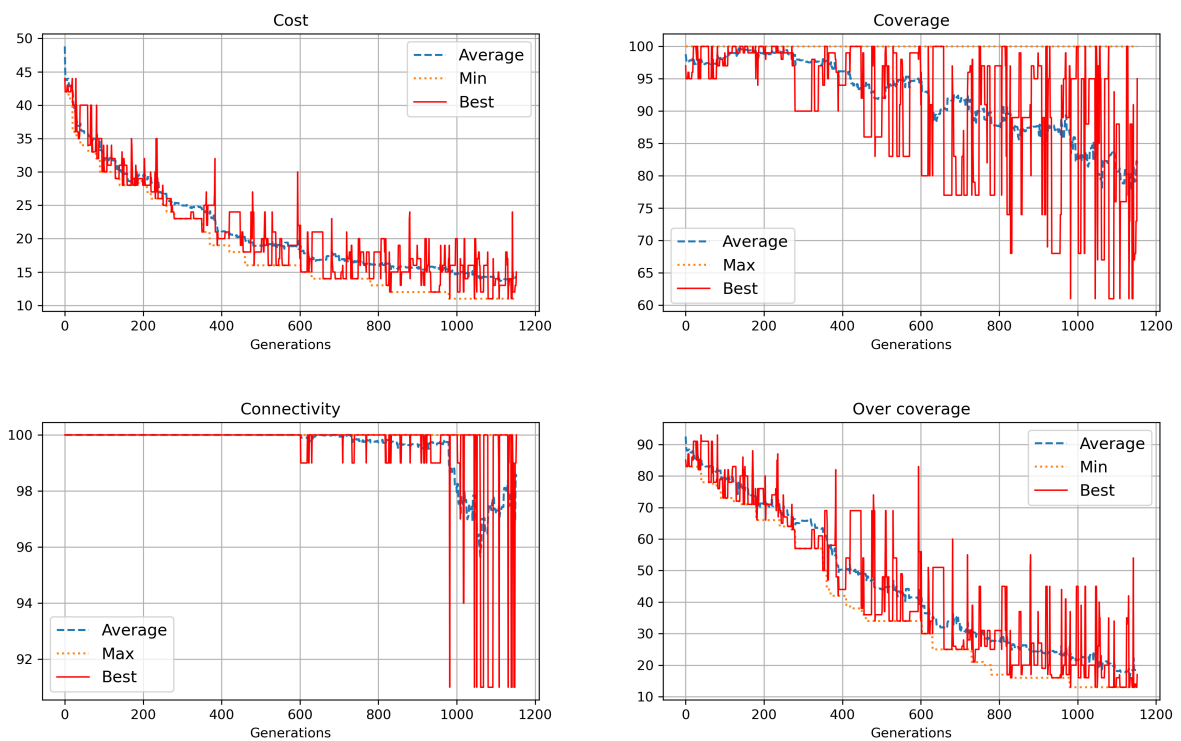 Cost
50
45
40
35
30
25
20
15
10
0 200 400 600 800 1000 1200
Generations
Average
Min
Best
Coverage
100
95
90
85
80
75
70
65
60
0 200 400 600 800 1000 1200
Generations
Average
Max
Best
Connectivity
100
98
96
94
92
0 200 400 600 800 1000 1200
Generations
Average
Max
Best
Over coverage
90
80
70
60
50
40
30
20
10
0 200 400 600 800 1000 1200
Generations
Average
Min
Best